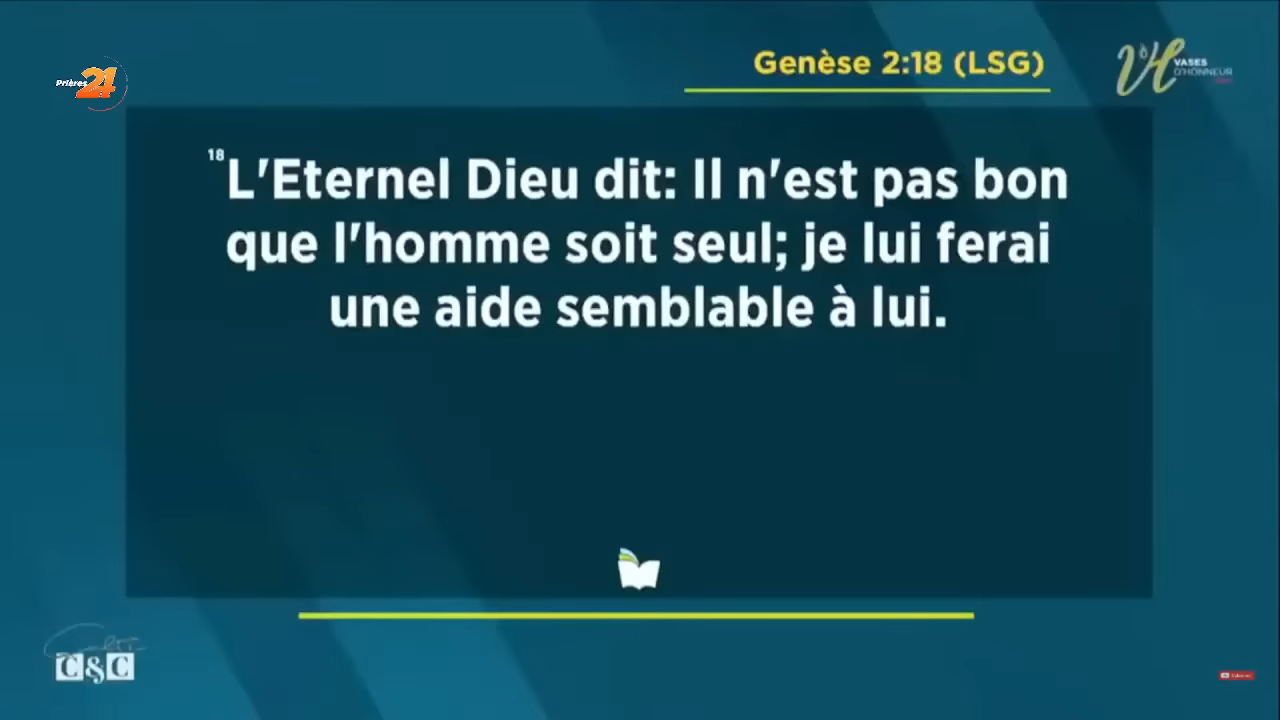 Prières 24
Genèse 2:18 (LSG)
VASES
D'HONNEUR
18 L'Eternel Dieu dit: Il n'est pas bon
que l'homme soit seul; je lui ferai
une aide semblable à lui.
C&C